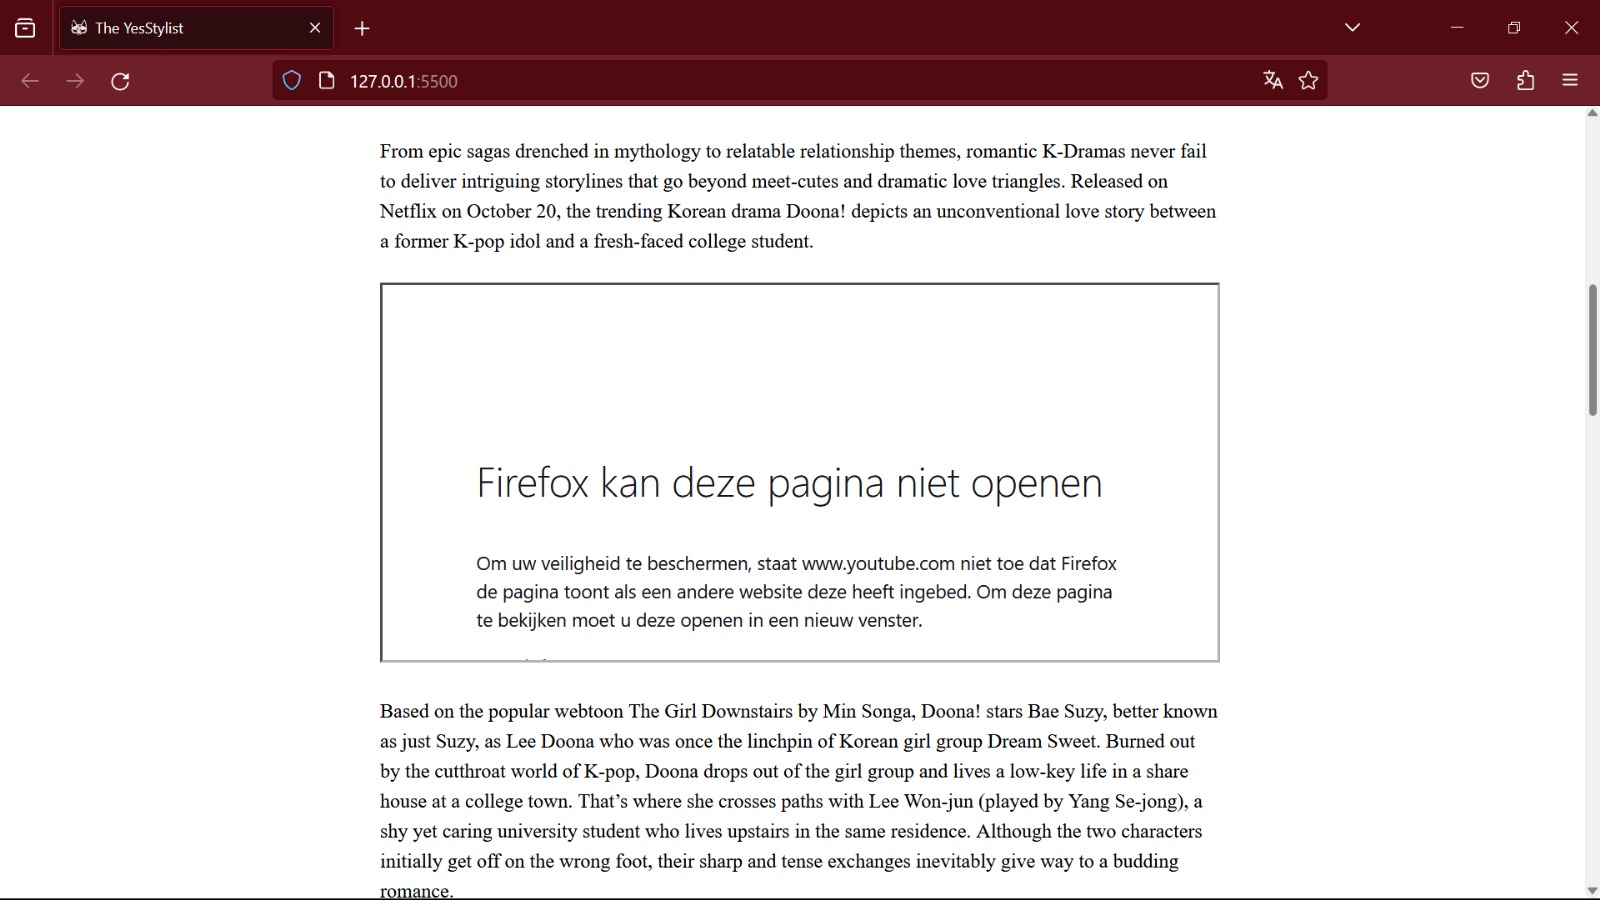 The YesStylist
127.0.0.1:5500
From epic sagas drenched in mythology to relatable relationship themes, romantic K-Dramas never fail
to deliver intriguing storylines that go beyond meet-cutes and dramatic love triangles. Released on
Netflix on October 20, the trending Korean drama Doona! depicts an unconventional love story between
a former K-pop idol and a fresh-faced college student.
Firefox kan deze pagina niet openen
Om uw veiligheid te beschermen, staat www.youtube.com niet toe dat Firefox
de pagina toont als een andere website deze heeft ingebed. Om deze pagina
te bekijken moet u deze openen in een nieuw venster.
Based on the popular webtoon The Girl Downstairs by Min Songa, Doona! stars Bae Suzy, better known
as just Suzy, as Lee Doona who was once the linchpin of Korean girl group Dream Sweet. Burned out
by the cutthroat world of K-pop, Doona drops out of the girl group and lives a low-key life in a share
house at a college town. That’s where she crosses paths with Lee Won-jun (played by Yang Se-jong), a
shy yet caring university student who lives upstairs in the same residence. Although the two characters
initially get off on the wrong foot, their sharp and tense exchanges inevitably give way to a budding
romance.